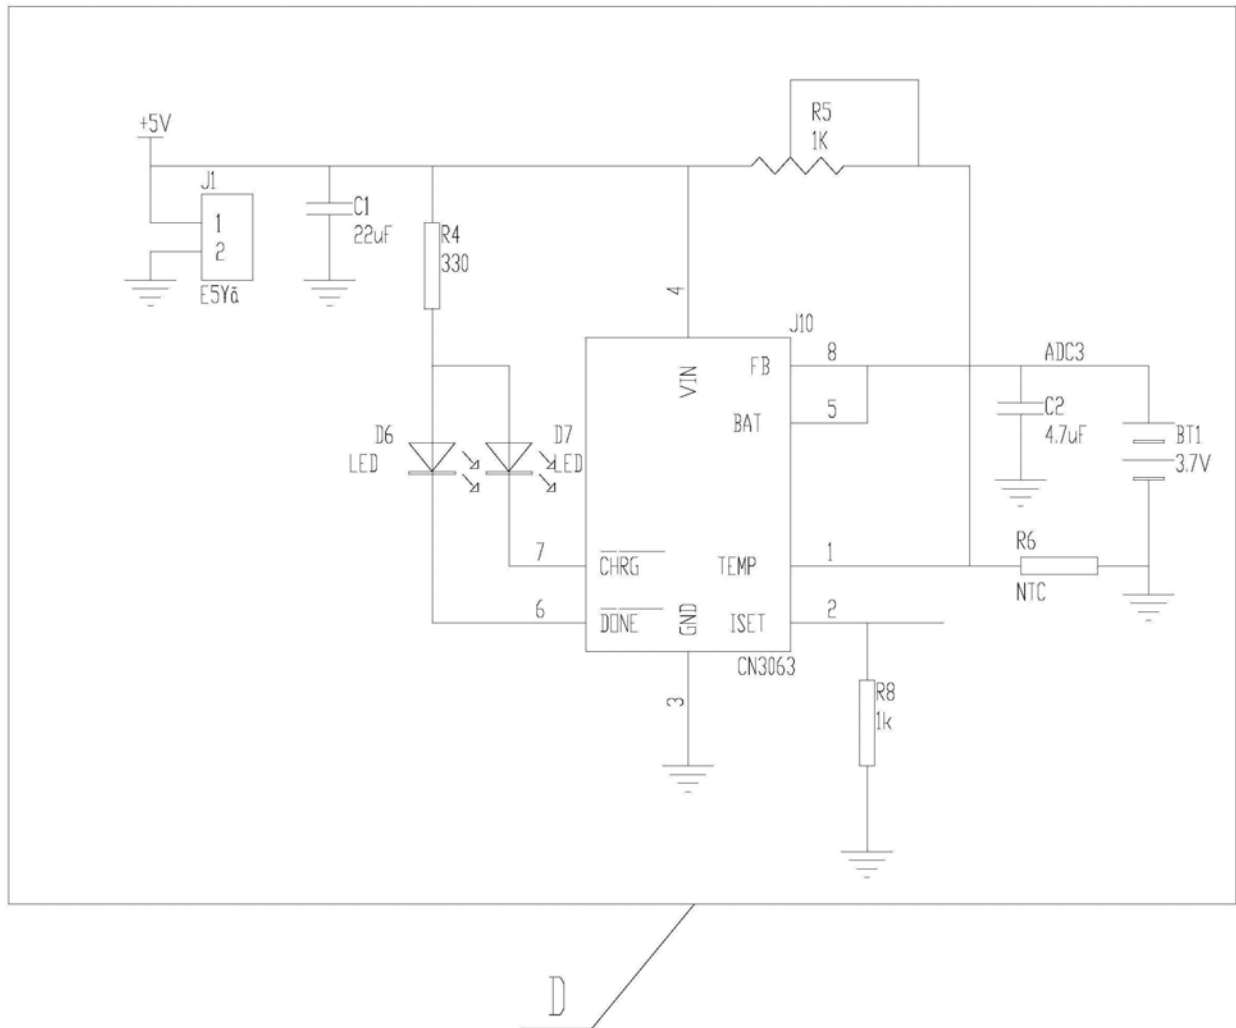 +5V
J1
1
2
E5Yā
C1
22uF
R4
330
R5
1K
4
J10
VIN
FB
8
ADC3
BAT
5
C2
4.7uF
BT1
3.7V
D6
LED
D7
LED
7
CHRG
TEMP
1
R6
NTC
6
DONE
GND
ISET
2
CN3063
3
R8
1k
D